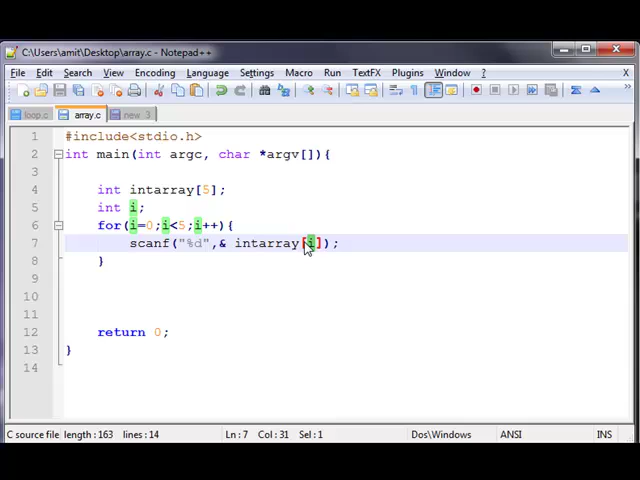 C:\Users\amit\Desktop\array.c - Notepad++
File Edit Search View Encoding Language Settings Macro Run TextFX Plugins Window ?
loop.c array.c new 3
1 #include<stdio.h>
2 int main(int argc, char *argv[]){
3
4 int intarray[5];
5 int i;
6 for(i=0;i<5;i++){
7 scanf("%d",& intarray[i]);
8 }
9
10
11
12 return 0;
13 }
14
C source file length : 163 lines : 14 Ln : 7 Col : 31 Sel : 1 Dos\Windows ANSI INS